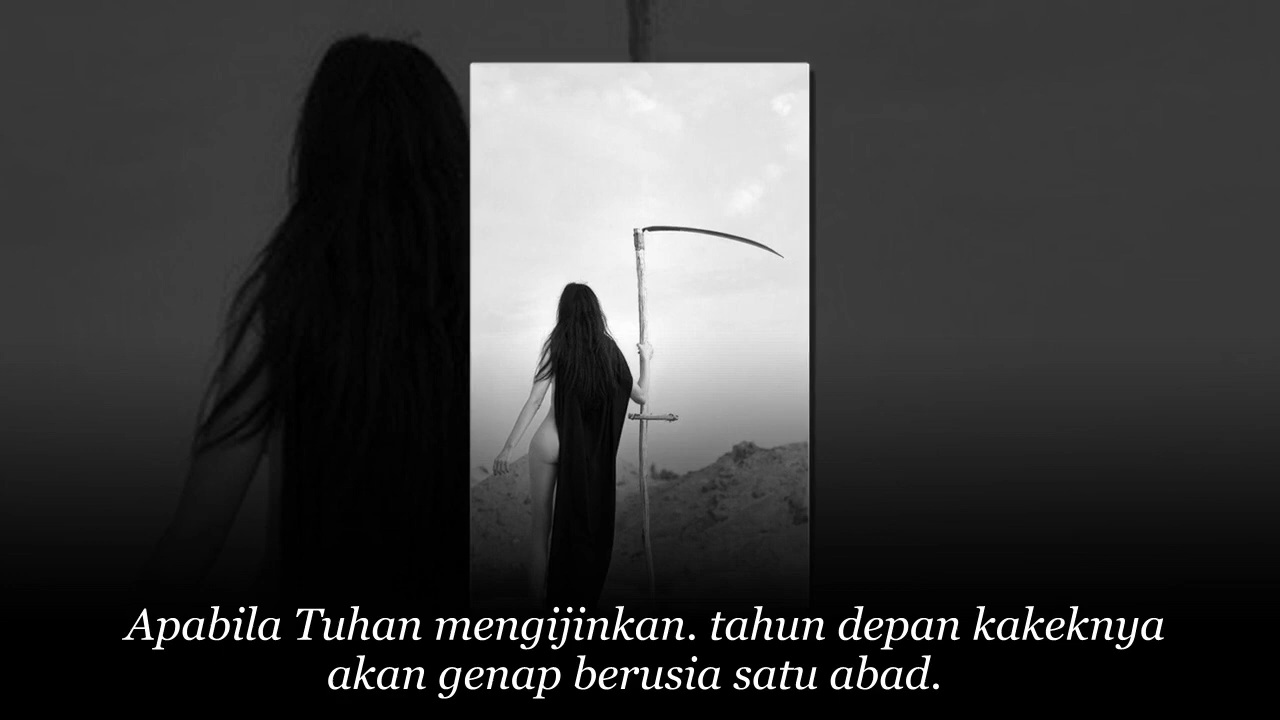 Apabila Tuhan mengijinkan. tahun depan kakeknya
akan genap berusia satu abad.